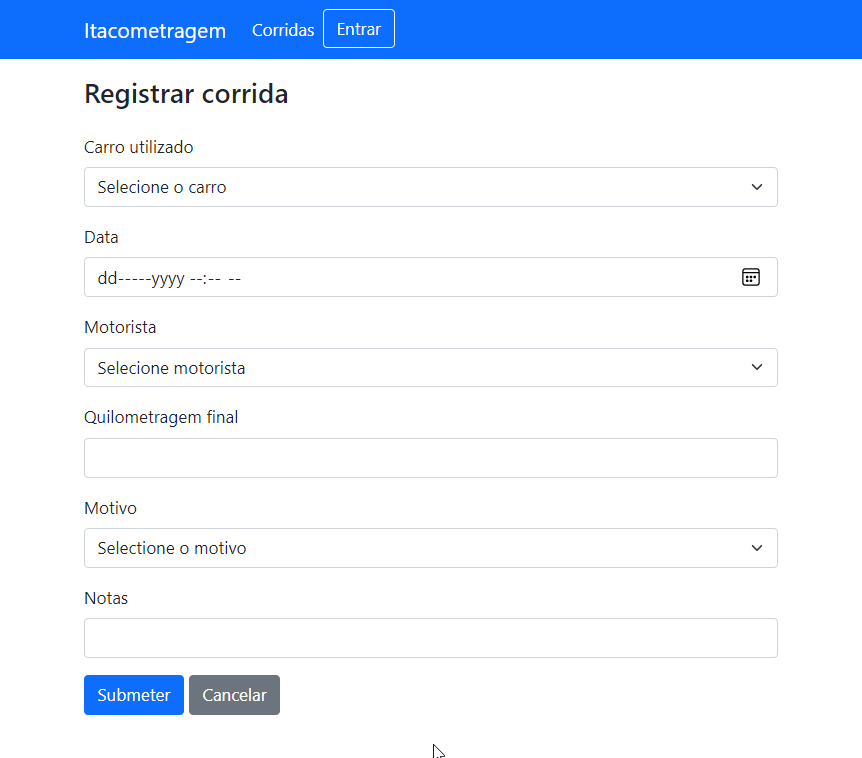 Itacometragem Corridas Entrar
Registrar corrida
Carro utilizado
Selecione o carro
Data
dd-----yyyy --:-- --
Motorista
Selecione motorista
Quilometragem final
Motivo
Selectione o motivo
Notas
Submeter Cancelar